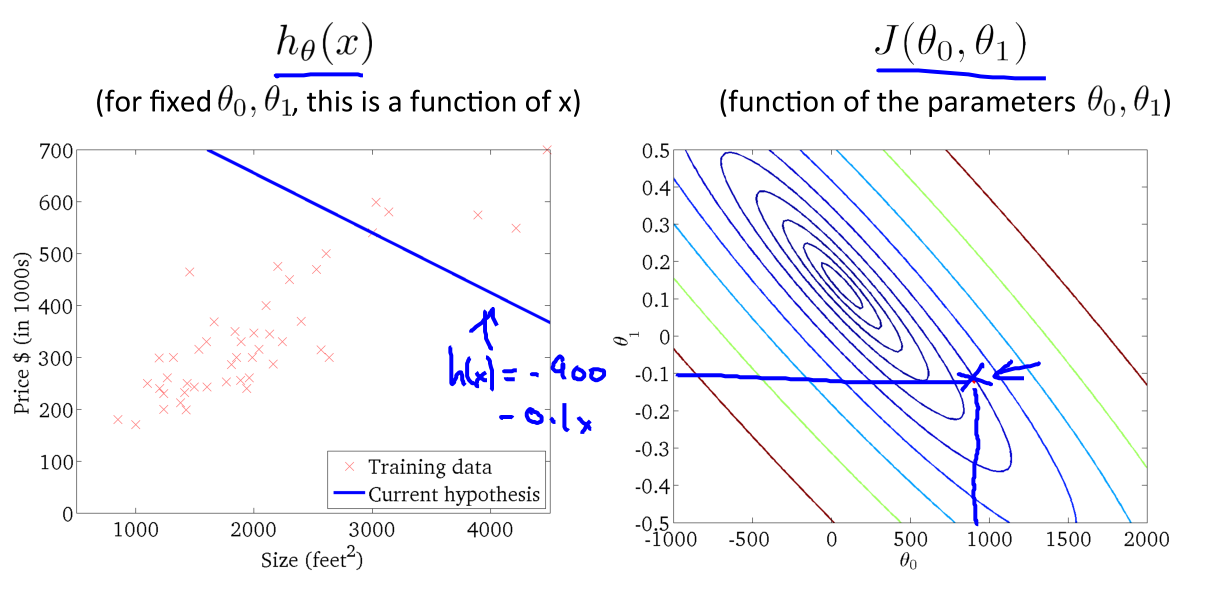 hθ(x)
(for fixed θ0, θ1, this is a function of x)
700
600
500
400
300
200
100
0
Price $ (in 1000s)
1000 2000 3000 4000
Size (feet²)
Training data
Current hypothesis
h(x) = - 900
- 0.1x
J(θ0, θ1)
(function of the parameters θ0, θ1)
0.5
0.4
0.3
0.2
0.1
0
-0.1
-0.2
-0.3
-0.4
-0.5
θ1
-1000 -500 0 500 1000 1500 2000
θ0